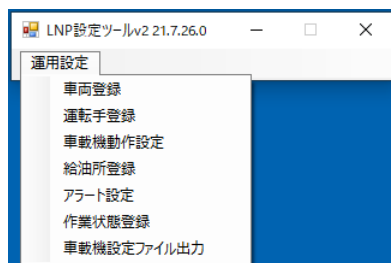 LNP設定ツールv2 21.7.26.0
運用設定
車両登録
運転手登録
車載機動作設定
給油所登録
アラート設定
作業状態登録
車載機設定ファイル出力